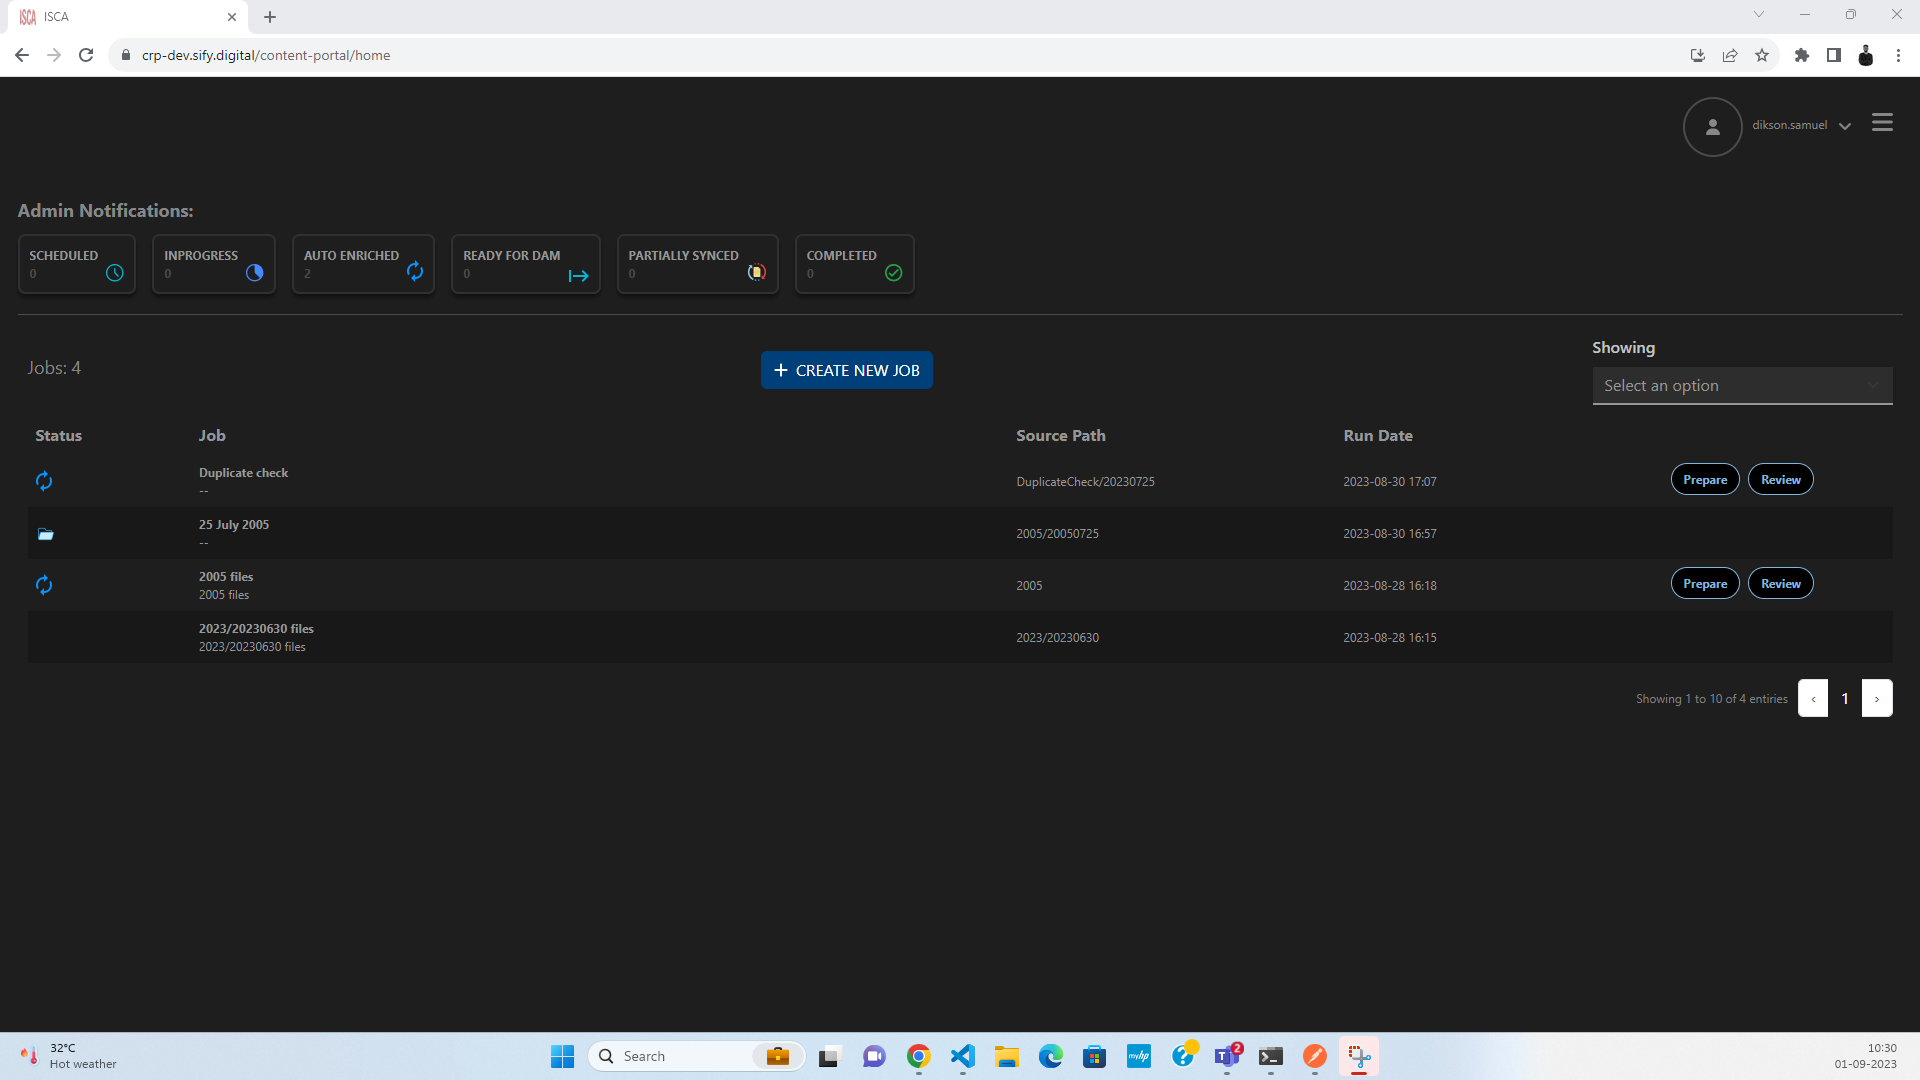 ISCA
crp-dev.sify.digital/content-portal/home
dikson.samuel
Admin Notifications:
SCHEDULED
0
INPROGRESS
0
AUTO ENRICHED
2
READY FOR DAM
0
PARTIALLY SYNCED
0
COMPLETED
0
Jobs: 4
CREATE NEW JOB
Showing
Select an option
Status Job Source Path Run Date
Duplicate check
--
DuplicateCheck/20230725
2023-08-30 17:07
Prepare
Review
25 July 2005
--
2005/20050725
2023-08-30 16:57
2005 files
2005 files
2005
2023-08-28 16:18
Prepare
Review
2023/20230630 files
2023/20230630 files
2023/20230630
2023-08-28 16:15
Showing 1 to 10 of 4 entiries
‹ 1 ›
32°C
Hot weather
Search
myhp
2
10:30
01-09-2023